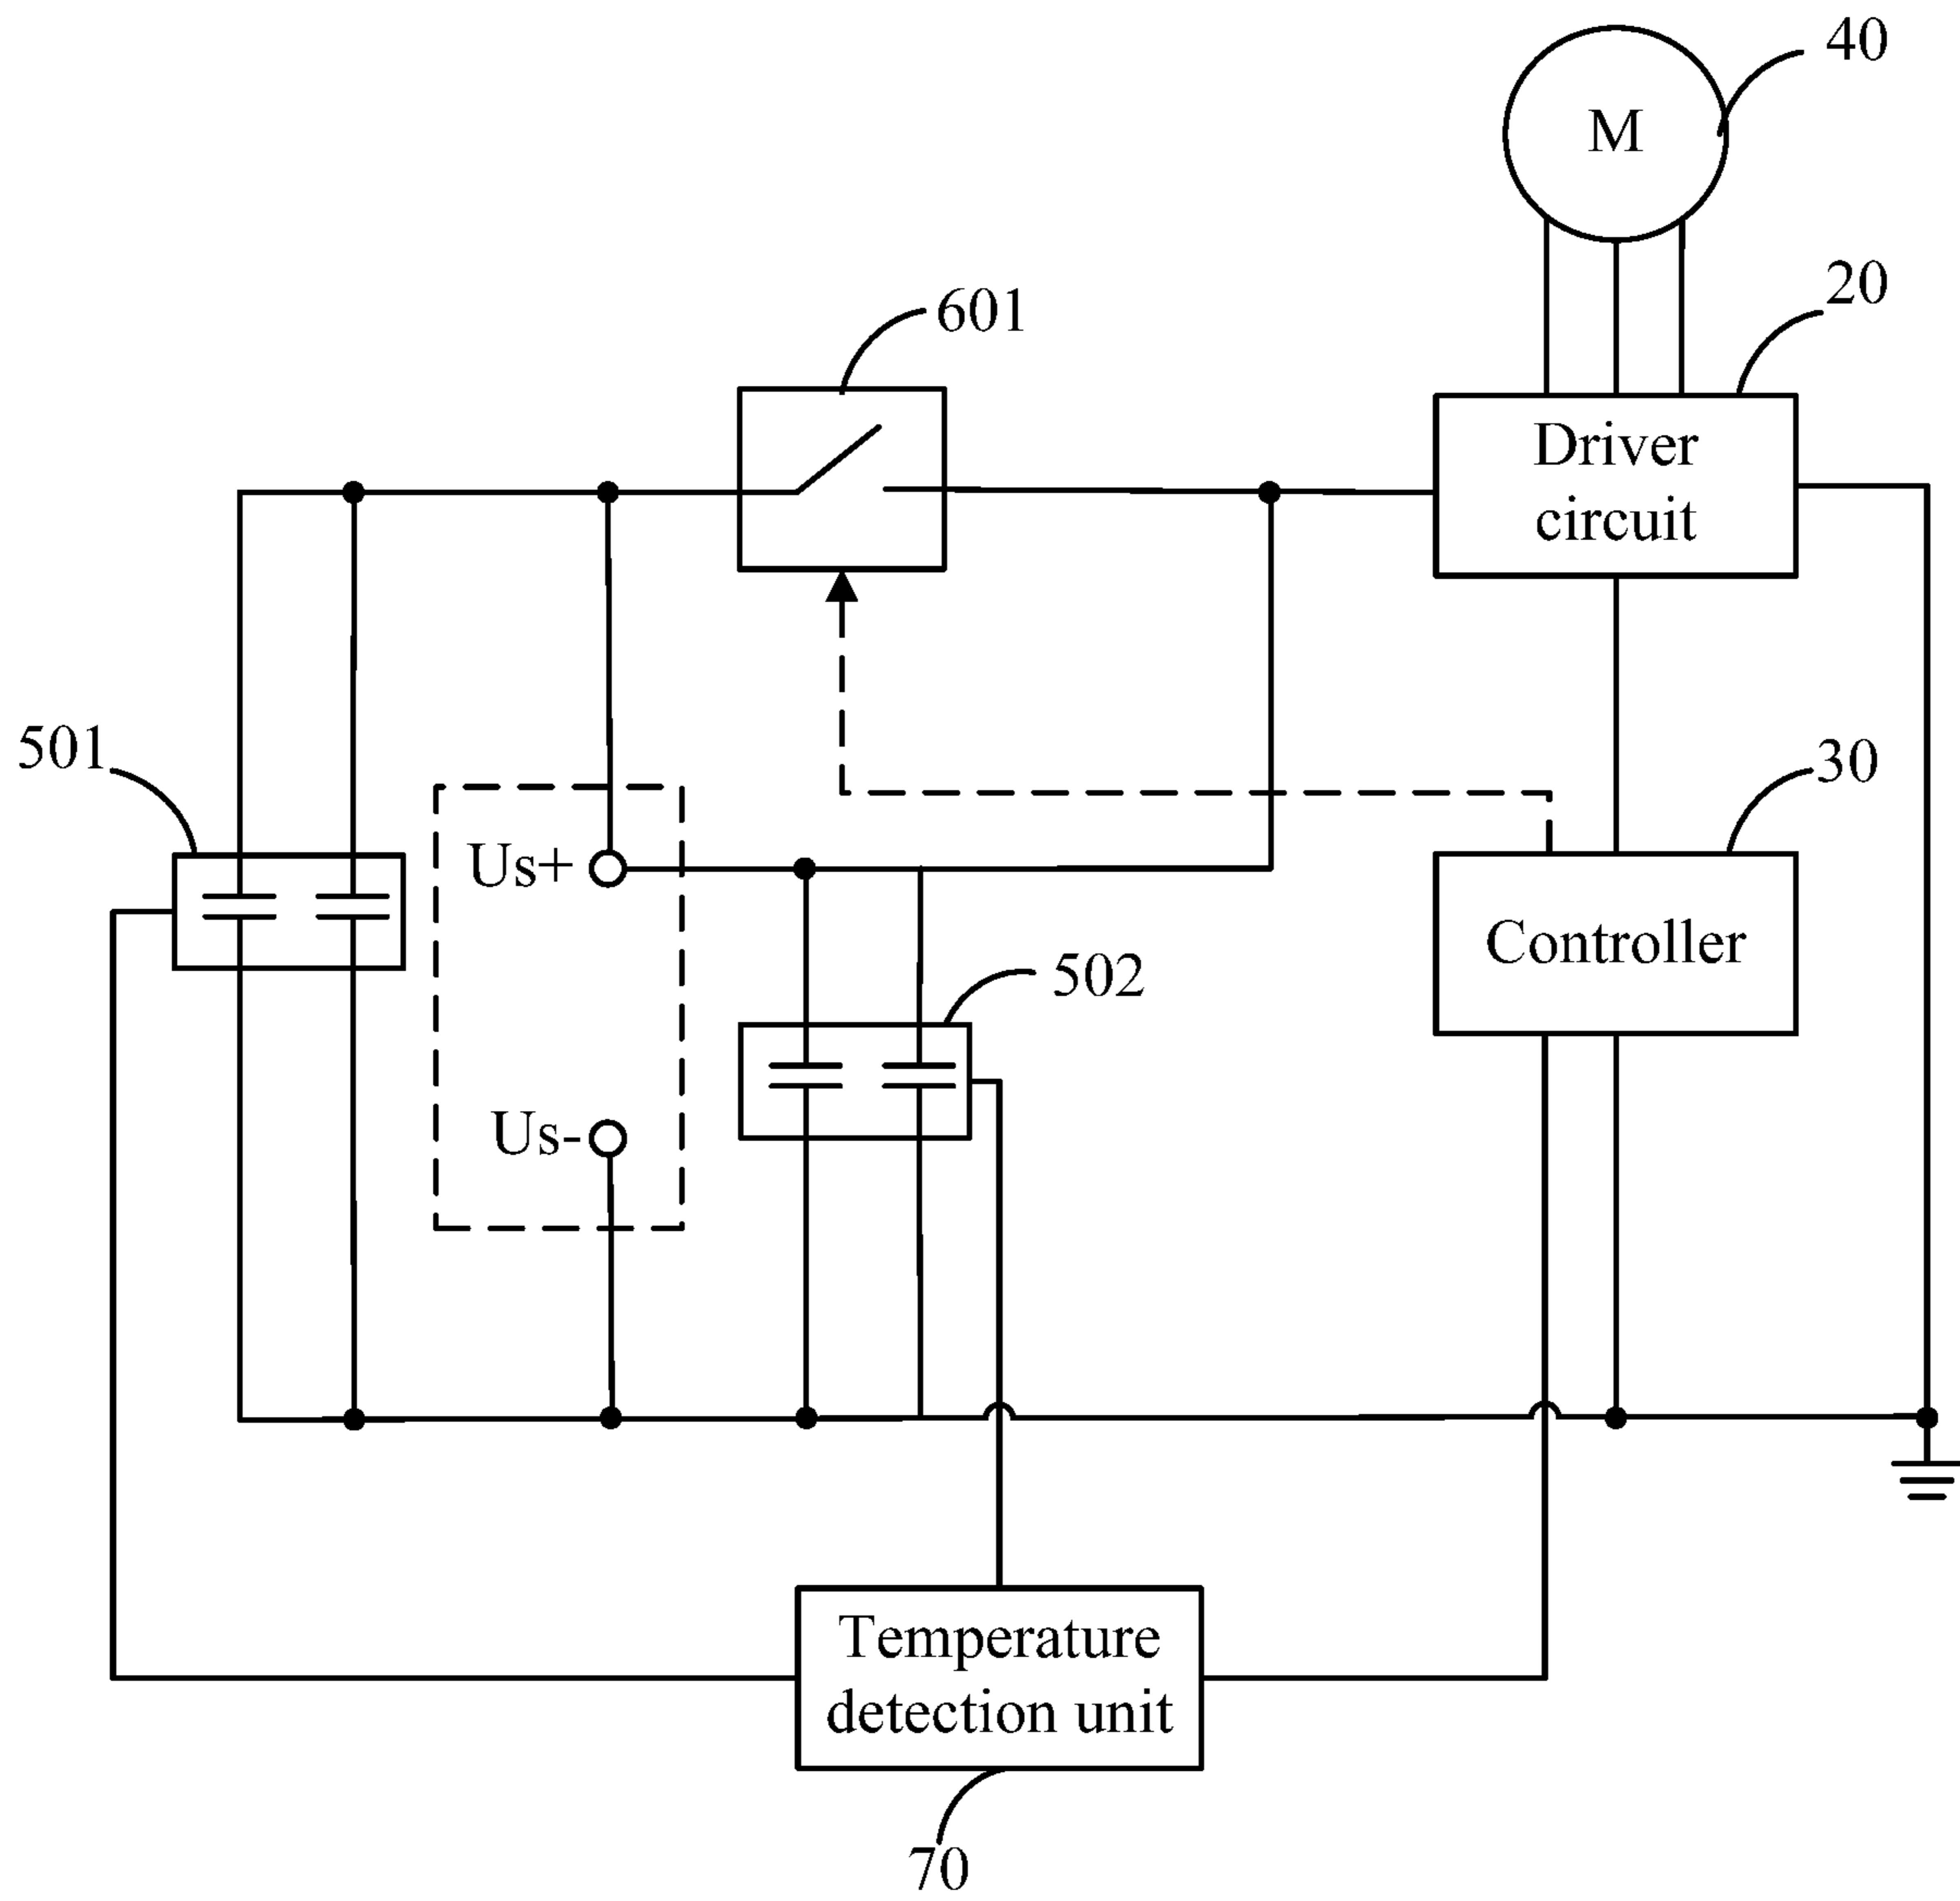 40
M
20
601
Driver
circuit
501
30
Us+
Controller
502
Us-
Temperature
detection unit
70